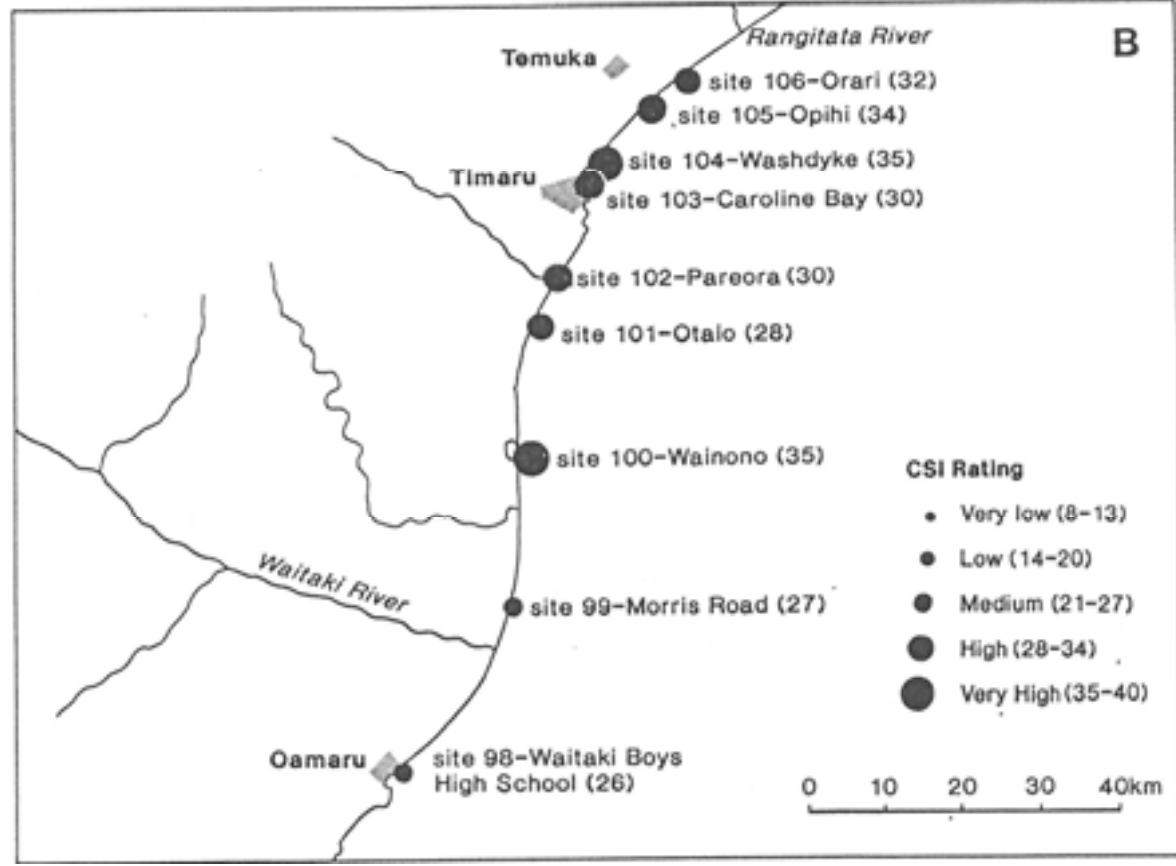 B
Rangitata River
Temuka
site 106-Orari (32)
site 105-Opihi (34)
site 104-Washdyke (35)
Timaru
site 103-Caroline Bay (30)
site 102-Pareora (30)
site 101-Otaio (28)
site 100-Wainono (35)
CSI Rating
Very low (8-13)
Low (14-20)
Waitaki River
site 99-Morris Road (27)
Medium (21-27)
High (28-34)
Very High (35-40)
Oamaru
site 98-Waitaki Boys
High School (26)
0 10 20 30 40km